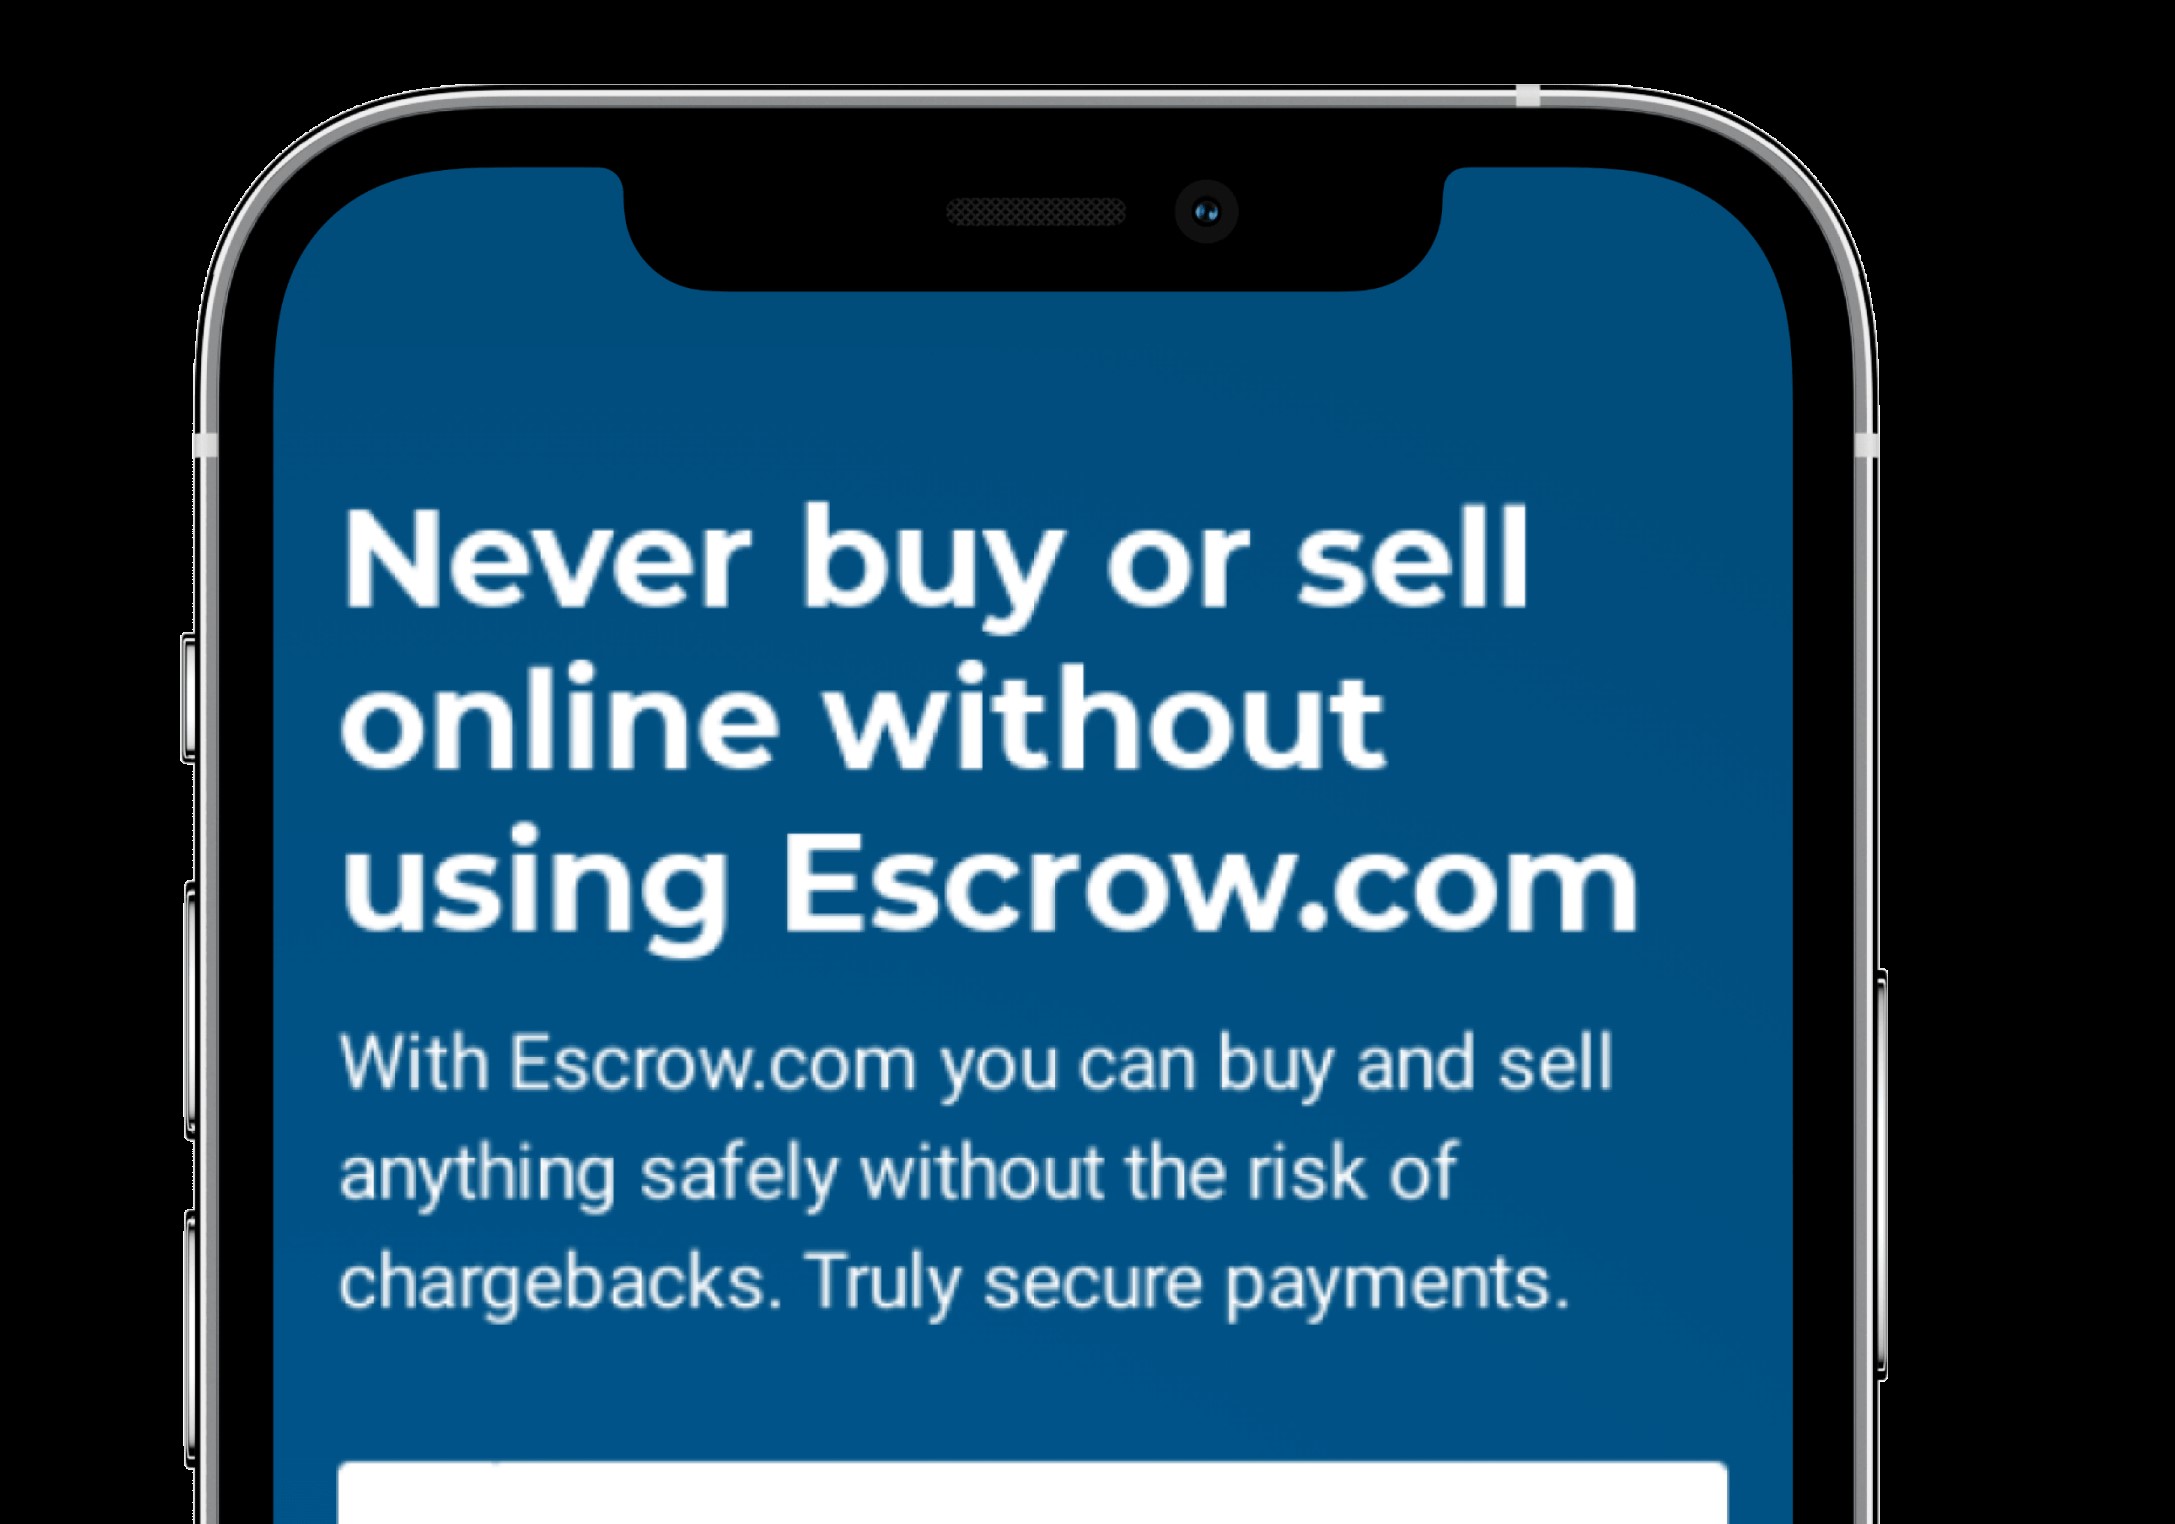 Never buy or sell
online without
using Escrow.com
With Escrow.com you can buy and sell
anything safely without the risk of
chargebacks. Truly secure payments.